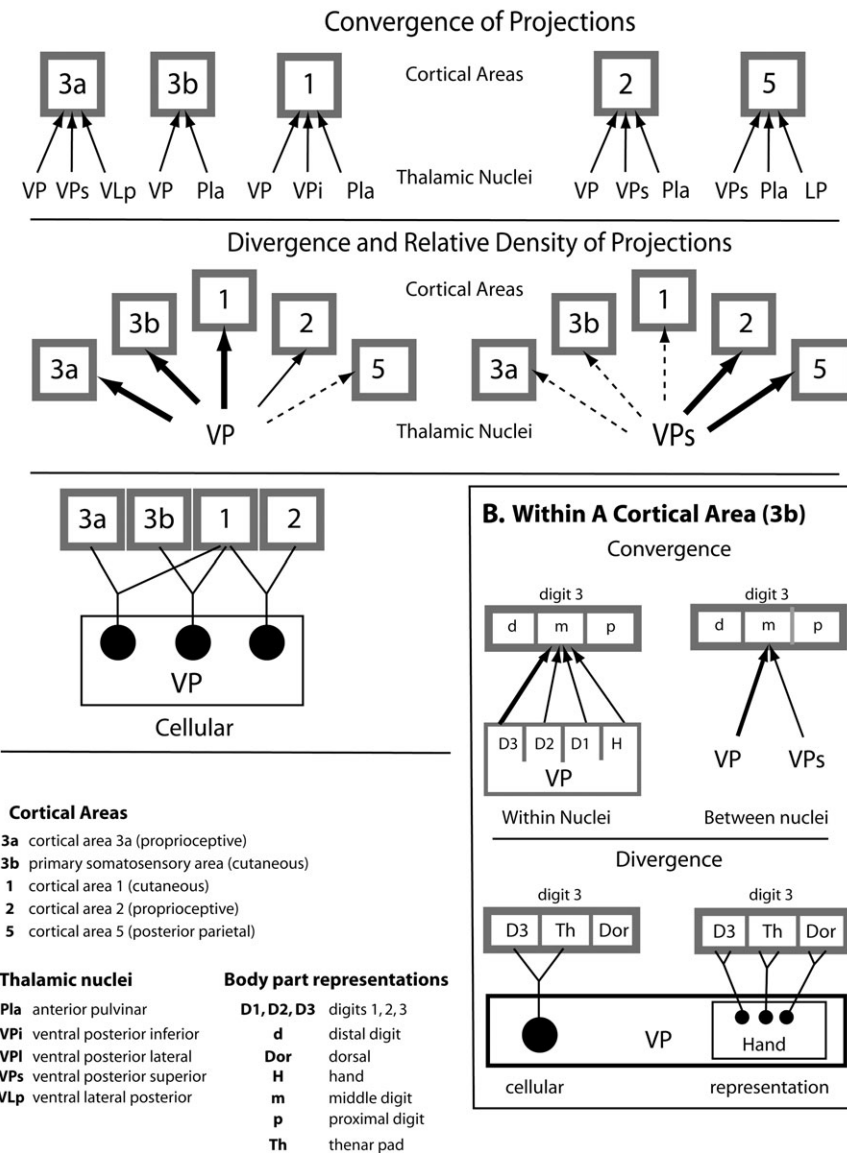 Convergence of Projections
3a 3b 1 Cortical Areas 2 5
VP VPs VLp VP Pla VP VPi Pla Thalamic Nuclei VP VPs Pla VPs Pla LP
Divergence and Relative Density of Projections
Cortical Areas
3a 3b 1 2 5
VP
3a 3b 1 2 5
VPs
Thalamic Nuclei
3a 3b 1 2
VP
Cellular
B. Within A Cortical Area (3b)
Convergence
digit 3
d m p
D3 D2 D1 H
VP
Within Nuclei
digit 3
d m p
VP VPs
Between nuclei
Divergence
digit 3
D3 Th Dor
digit 3
D3 Th Dor
VP
Hand
cellular
representation
Cortical Areas
3a cortical area 3a (proprioceptive)
3b primary somatosensory area (cutaneous)
1 cortical area 1 (cutaneous)
2 cortical area 2 (proprioceptive)
5 cortical area 5 (posterior parietal)
Thalamic nuclei
Pla anterior pulvinar
VPi ventral posterior inferior
VPl ventral posterior lateral
VPs ventral posterior superior
VLp ventral lateral posterior
Body part representations
D1, D2, D3 digits 1, 2, 3
d distal digit
Dor dorsal
H hand
m middle digit
p proximal digit
Th thenar pad